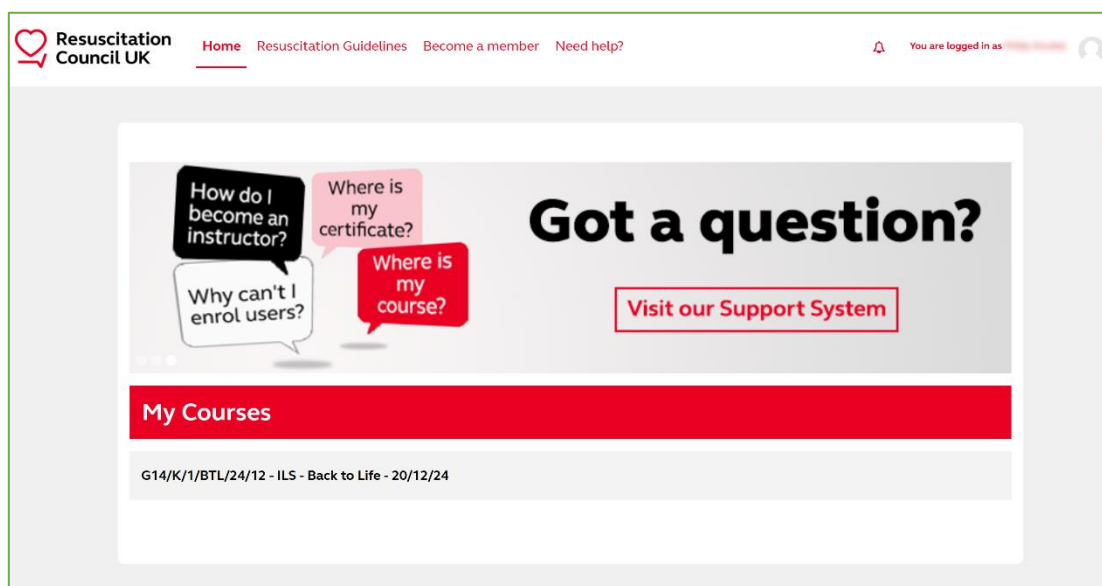 Resuscitation
Council UK
Home Resuscitation Guidelines Become a member Need help?
You are logged in as
How do I
become an
instructor?
Where is
my
certificate?
Why can't I
enrol users?
Where is
my
course?
Got a question?
Visit our Support System
My Courses
G14/K/1/BTL/24/12 - ILS - Back to Life - 20/12/24